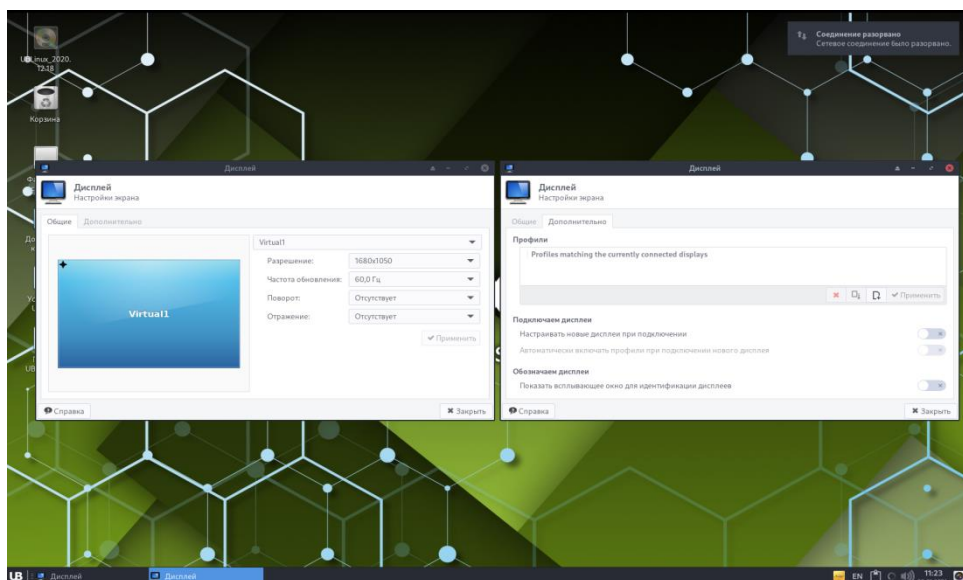 Соединение разорвано
Сетевое соединение было разорвано.
UBLinux_2020.
12.18
Корзина
Дисплей
Дисплей
Настройки экрана
Общие Дополнительно
Virtual1
Virtual1
Разрешение: 1680x1050
Частота обновления: 60,0 Гц
Поворот: Отсутствует
Отражение: Отсутствует
Применить
Справка
Закрыть
Дисплей
Дисплей
Настройки экрана
Общие Дополнительно
Профили
Profiles matching the currently connected displays
Применить
Подключаем дисплеи
Настраивать новые дисплеи при подключении
Автоматически включать профили при подключении нового дисплея
Обозначаем дисплеи
Показать всплывающее окно для идентификации дисплеев
Справка
Закрыть
UB Дисплей Дисплей EN 11:23